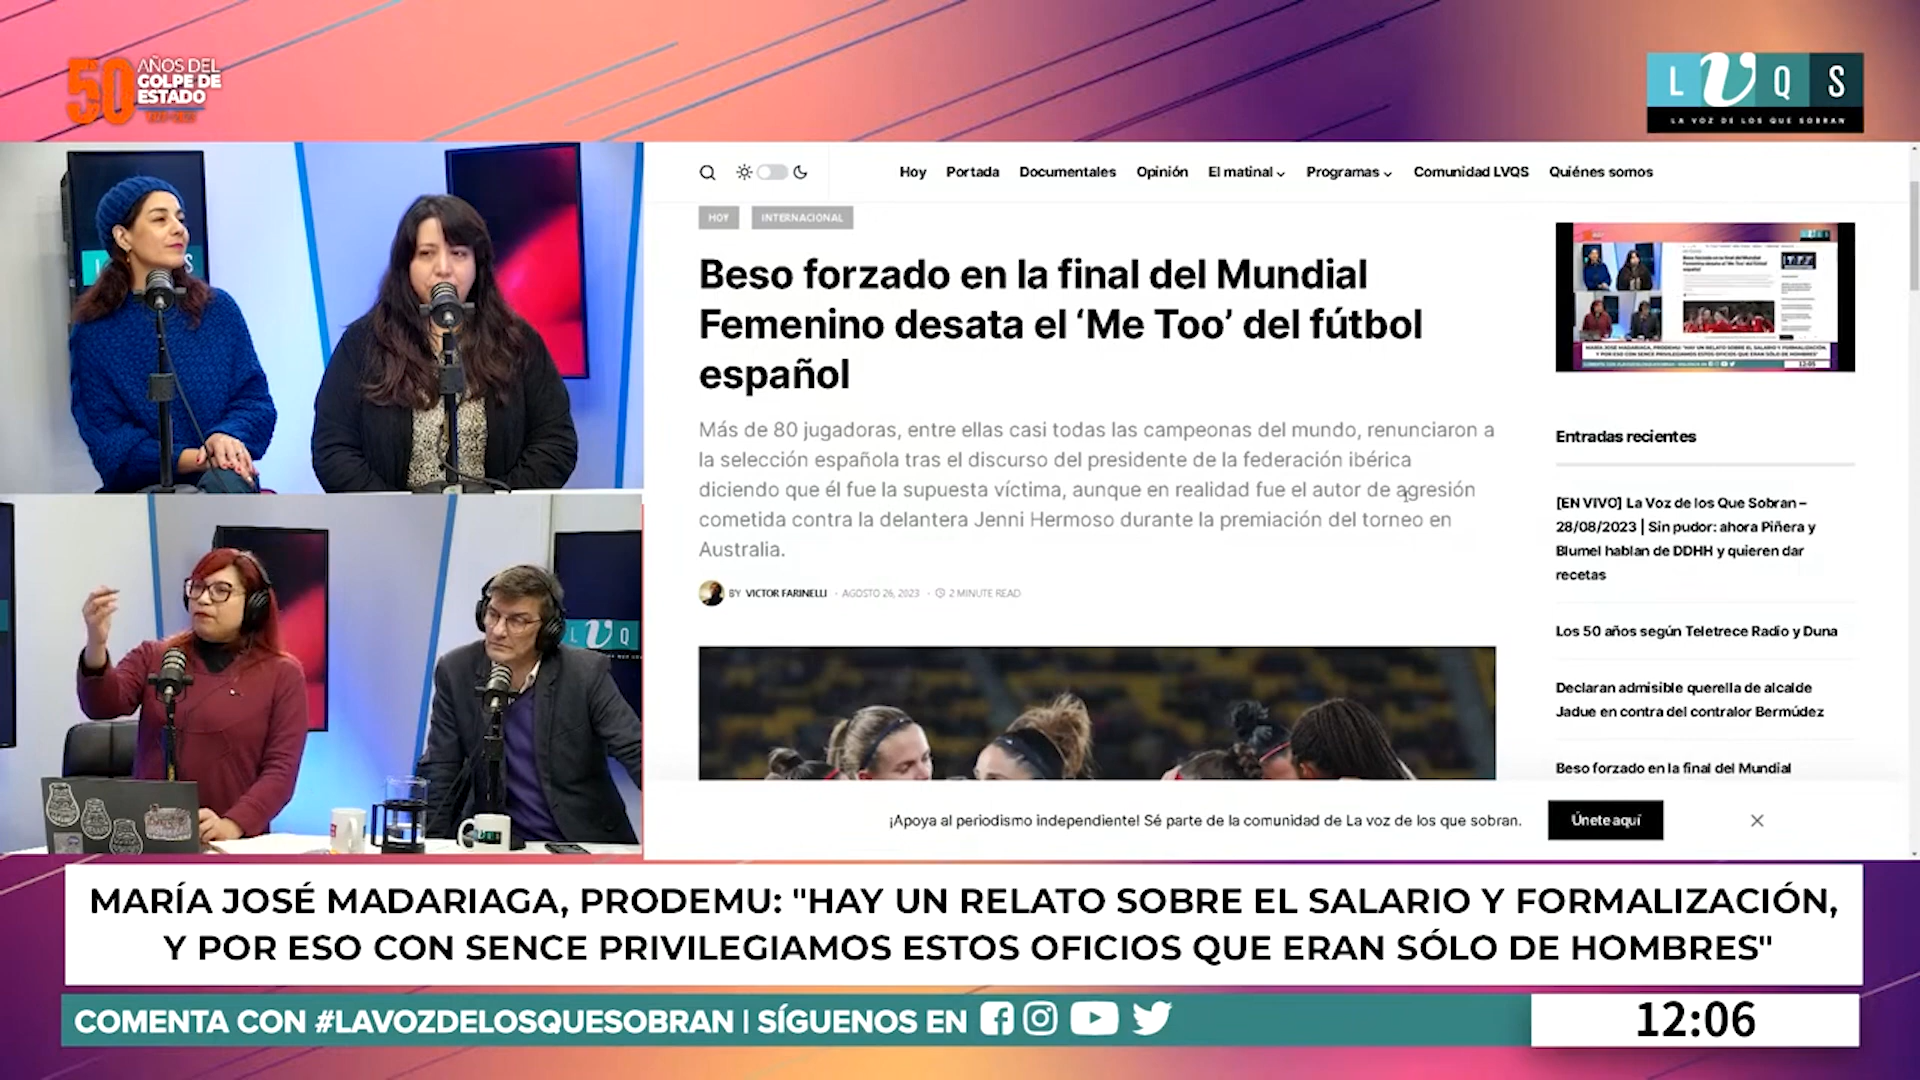 50 AÑOS DEL
GOLPE DE
ESTADO
L V Q S
LA VOZ DE LOS QUE SOBRAN
Hoy Portada Documentales Opinión El matinal Programas Comunidad LVQS Quiénes somos
HOY INTERNACIONAL
Beso forzado en la final del Mundial
Femenino desata el ‘Me Too’ del fútbol
español
Más de 80 jugadoras, entre ellas casi todas las campeonas del mundo, renunciaron a
la selección española tras el discurso del presidente de la federación ibérica
diciendo que él fue la supuesta víctima, aunque en realidad fue el autor de agresión
cometida contra la delantera Jenni Hermoso durante la premiación del torneo en
Australia.
BY VICTOR FARINELLI · AGOSTO 26, 2023 · 2 MINUTE READ
Entradas recientes
[EN VIVO] La Voz de los Que Sobran –
28/08/2023 | Sin pudor: ahora Piñera y
Blumel hablan de DDHH y quieren dar
recetas
Los 50 años según Teletrece Radio y Duna
Declaran admisible querella de alcalde
Jadue en contra del contralor Bermúdez
Beso forzado en la final del Mundial
¡Apoya al periodismo independiente! Sé parte de la comunidad de La voz de los que sobran. Únete aquí
MARÍA JOSÉ MADARIAGA, PRODEMU: "HAY UN RELATO SOBRE EL SALARIO Y FORMALIZACIÓN,
Y POR ESO CON SENCE PRIVILEGIAMOS ESTOS OFICIOS QUE ERAN SÓLO DE HOMBRES"
COMENTA CON #LAVOZDELOSQUESOBRAN | SÍGUENOS EN
12:06